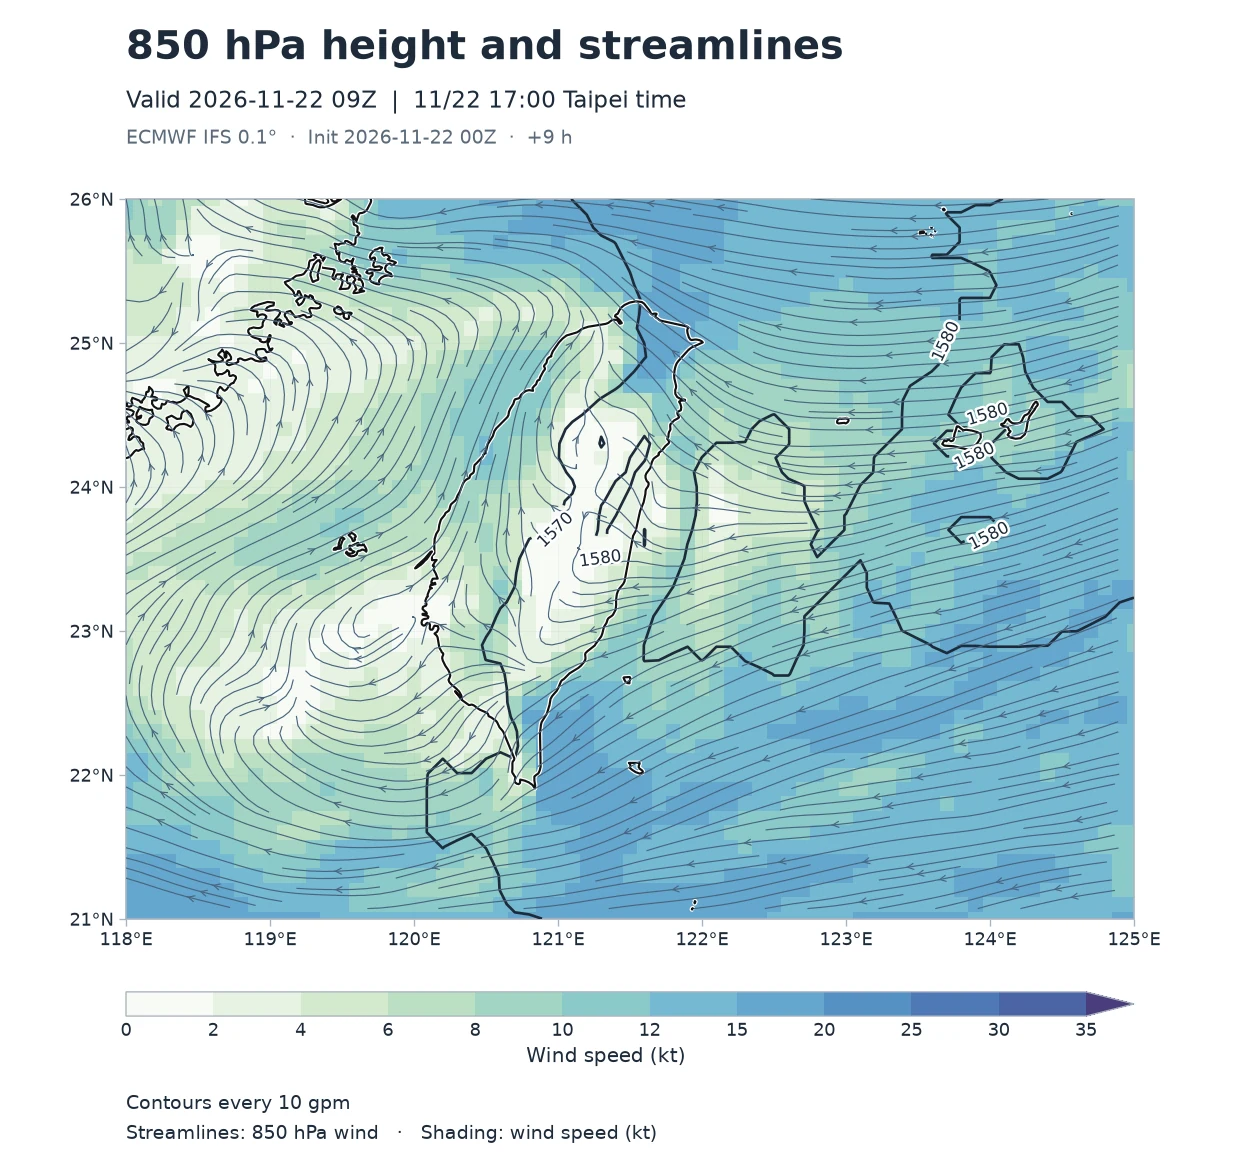 850 hPa height and streamlines
Valid 2026-11-22 09Z | 11/22 17:00 Taipei time
ECMWF IFS 0.1° · Init 2026-11-22 00Z · +9 h
26°N
25°N
1580
1580
1580
24°N
1570
1580
1580
23°N
22°N
21°N
118°E 119°E 120°E 121°E 122°E 123°E 124°E 125°E
0 2 4 6 8 10 12 15 20 25 30 35
Wind speed (kt)
Contours every 10 gpm
Streamlines: 850 hPa wind · Shading: wind speed (kt)